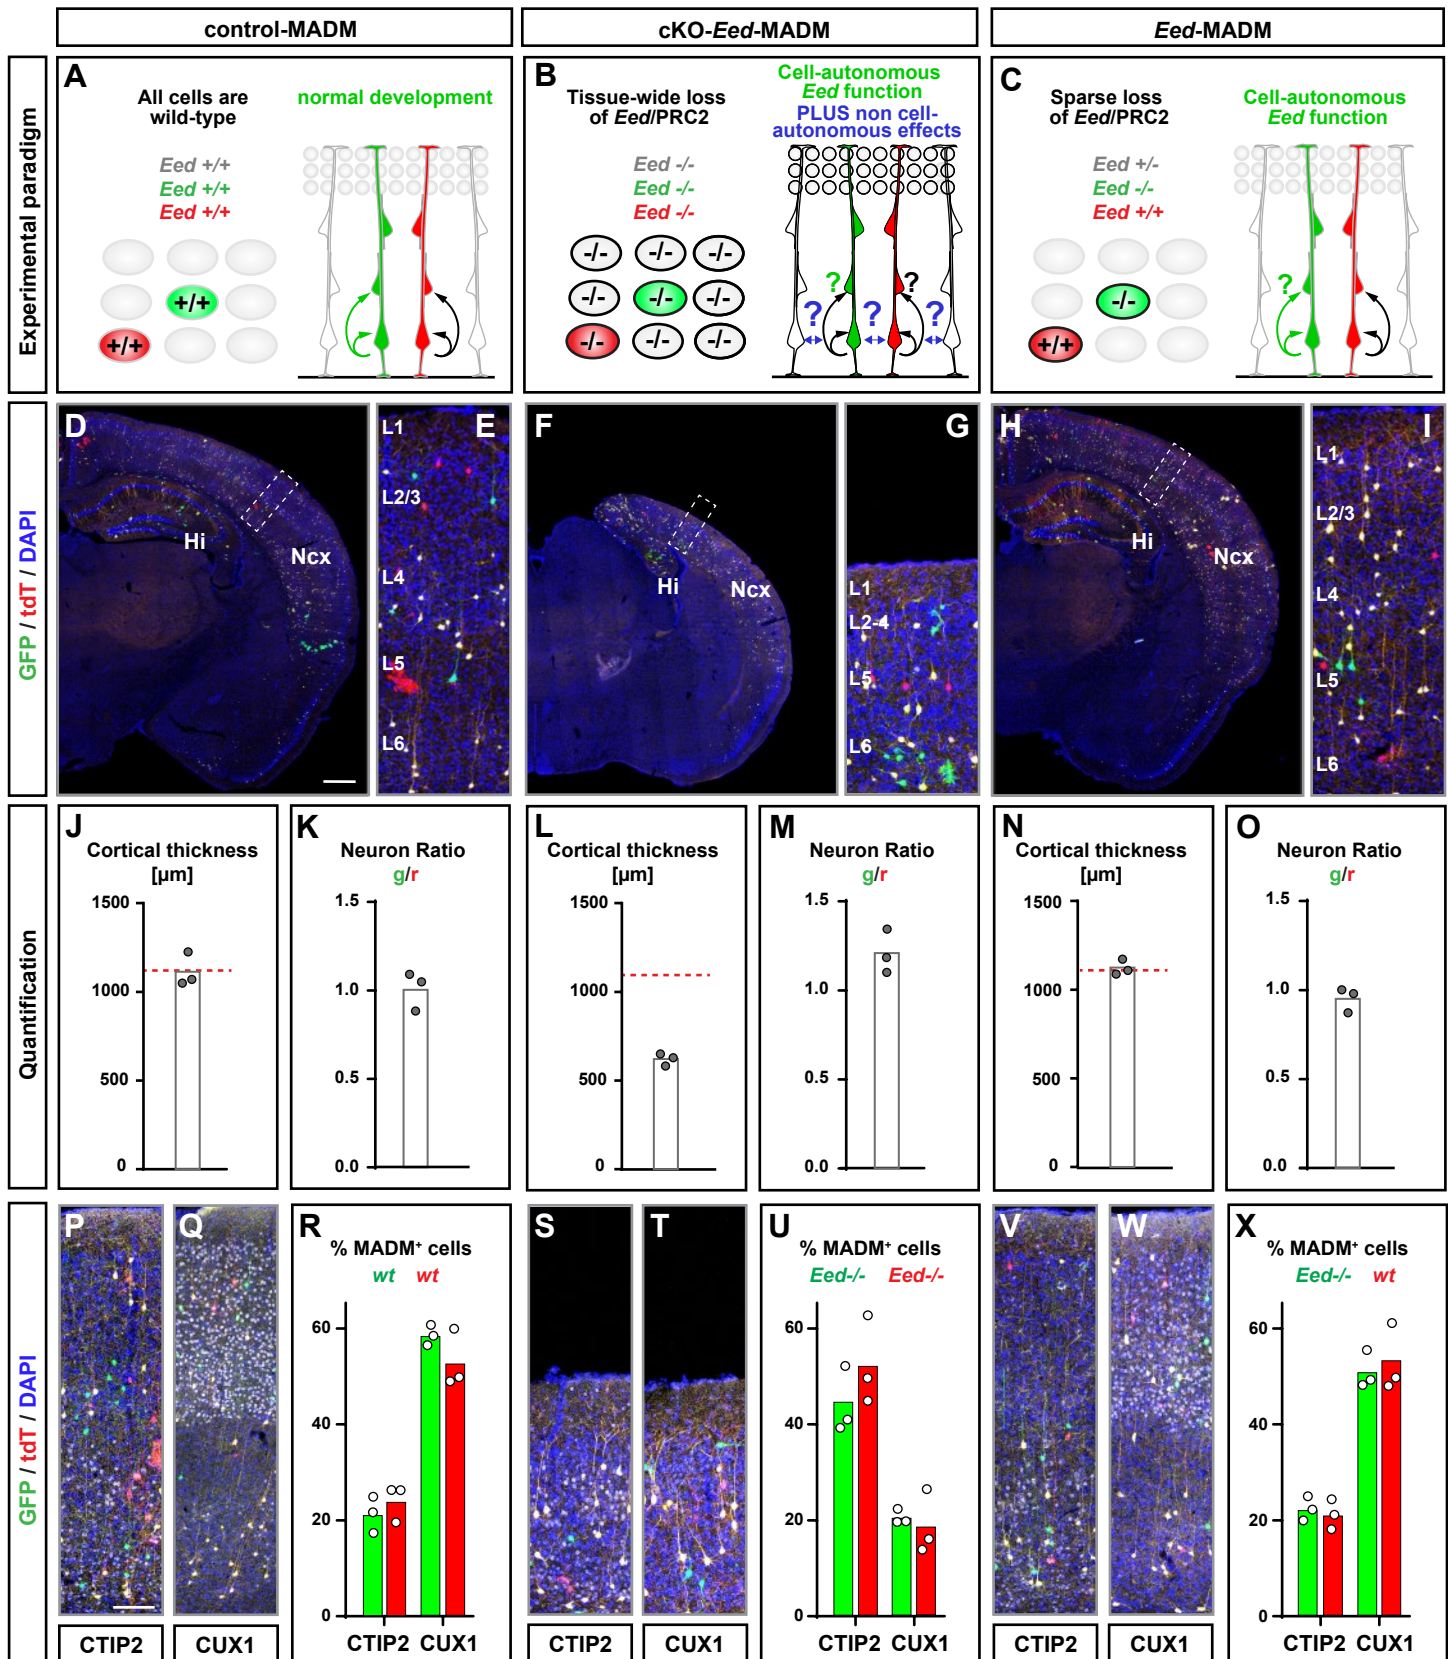 control-MADM
cKO-Eed-MADM
Eed-MADM
Experimental paradigm
A
All cells are
wild-type
normal development
Eed +/+
Eed +/+
Eed +/+
+/+
+/+
B
Tissue-wide loss
of Eed/PRC2
Cell-autonomous
Eed function
PLUS non cell-
autonomous effects
Eed -/-
Eed -/-
Eed -/-
-/- -/- -/-
-/- -/- -/-
-/- -/- -/-
? ?
? ? ?
C
Sparse loss
of Eed/PRC2
Cell-autonomous
Eed function
Eed +/-
Eed -/-
Eed +/+
-/-
+/+
?
GFP / tdT / DAPI
D
Hi
Ncx
E
L1
L2/3
L4
L5
L6
F
Hi
Ncx
G
L1
L2-4
L5
L6
H
Hi
Ncx
I
L1
L2/3
L4
L5
L6
Quantification
J
Cortical thickness
[µm]
1500
1000
500
0
K
Neuron Ratio
g/r
1.5
1.0
0.5
0.0
L
Cortical thickness
[µm]
1500
1000
500
0
M
Neuron Ratio
g/r
1.5
1.0
0.5
0.0
N
Cortical thickness
[µm]
1500
1000
500
0
O
Neuron Ratio
g/r
1.5
1.0
0.5
0.0
GFP / tdT / DAPI
P
CTIP2
Q
CUX1
R
% MADM⁺ cells
wt wt
60
40
20
0
CTIP2 CUX1
S
CTIP2
T
CUX1
U
% MADM⁺ cells
Eed-/- Eed-/-
60
40
20
0
CTIP2 CUX1
V
CTIP2
W
CUX1
X
% MADM⁺ cells
Eed-/- wt
60
40
20
0
CTIP2 CUX1